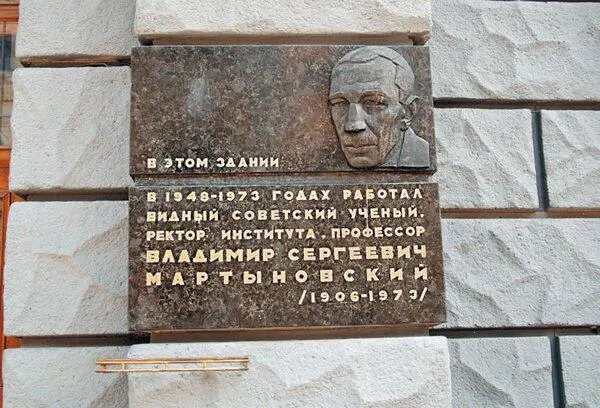 В ЭТОМ ЗДАНИИ
В 1948-1973 ГОДАХ РАБОТАЛ
ВИДНЫЙ СОВЕТСКИЙ УЧЕНЫЙ,
РЕКТОР ИНСТИТУТА, ПРОФЕССОР
ВЛАДИМИР СЕРГЕЕВИЧ
МАРТЫНОВСКИЙ
/1906-1973/